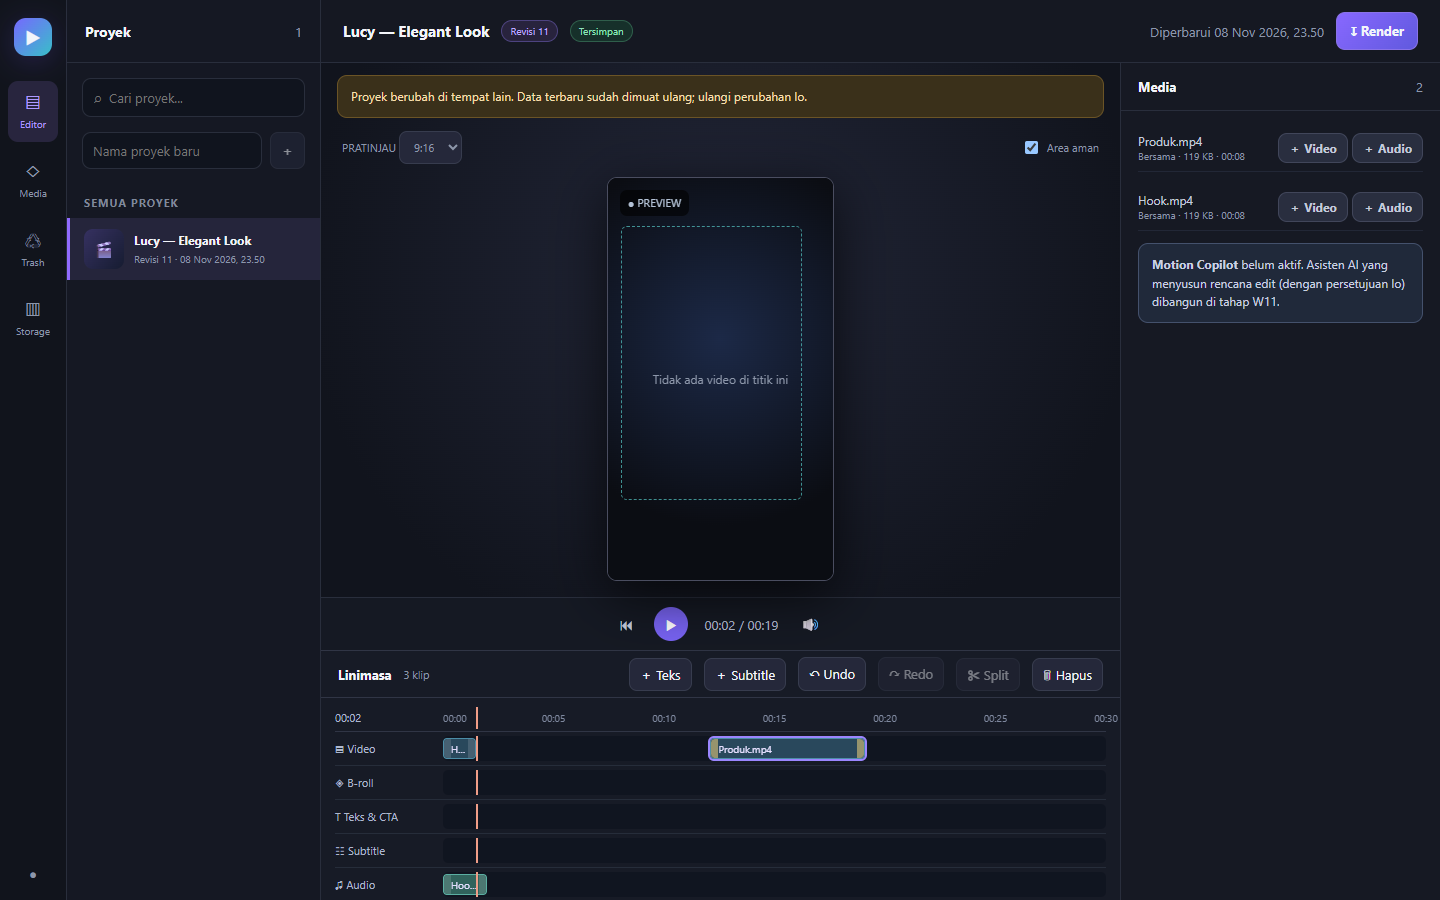 Editor
Media
Trash
Storage
Proyek
1
Cari proyek...
Nama proyek baru
+
SEMUA PROYEK
Lucy — Elegant Look
Revisi 11 · 08 Nov 2026, 23.50
Lucy — Elegant Look
Revisi 11
Tersimpan
Diperbarui 08 Nov 2026, 23.50
Render
Proyek berubah di tempat lain. Data terbaru sudah dimuat ulang; ulangi perubahan lo.
PRATINJAU
9:16
Area aman
PREVIEW
Tidak ada video di titik ini
00:02 / 00:19
Linimasa
3 klip
+ Teks
+ Subtitle
Undo
Redo
Split
Hapus
00:02
00:00
00:05
00:10
00:15
00:20
00:25
00:30
Video
H...
Produk.mp4
B-roll
T Teks & CTA
Subtitle
Audio
Hoo...
Media
2
Produk.mp4
Bersama · 119 KB · 00:08
+ Video
+ Audio
Hook.mp4
Bersama · 119 KB · 00:08
+ Video
+ Audio
Motion Copilot belum aktif. Asisten AI yang
menyusun rencana edit (dengan persetujuan lo)
dibangun di tahap W11.